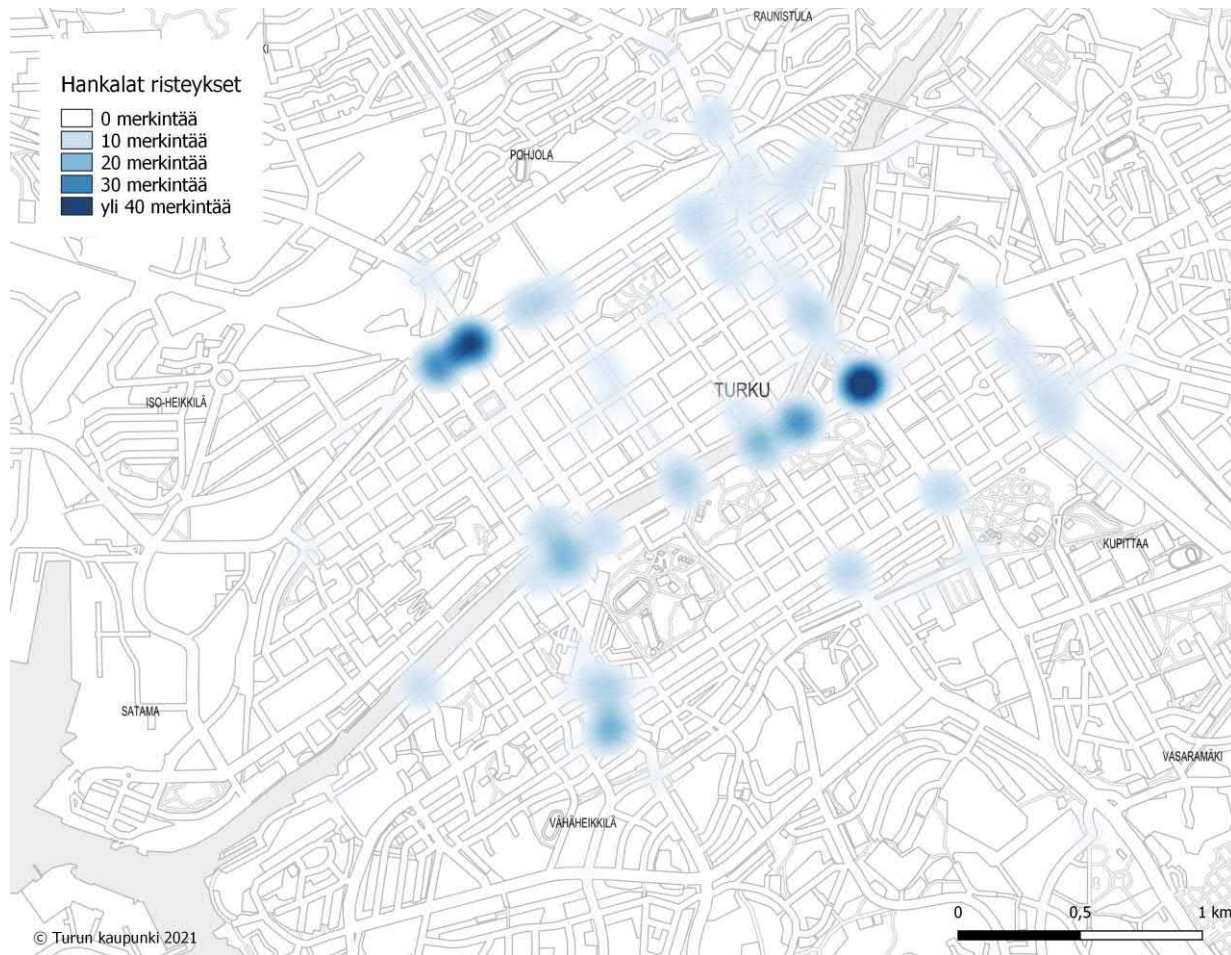 RAUNISTULA
KI
Hankalat risteykset
0 merkintää
10 merkintää
20 merkintää
30 merkintää
yli 40 merkintää
POHJOLA
TURKU
ISO-HEIKKILÄ
KUPITTAA
SATAMA
VASARAMÄKI
VÄHÄHEIKKILÄ
0 0,5 1 km
© Turun kaupunki 2021